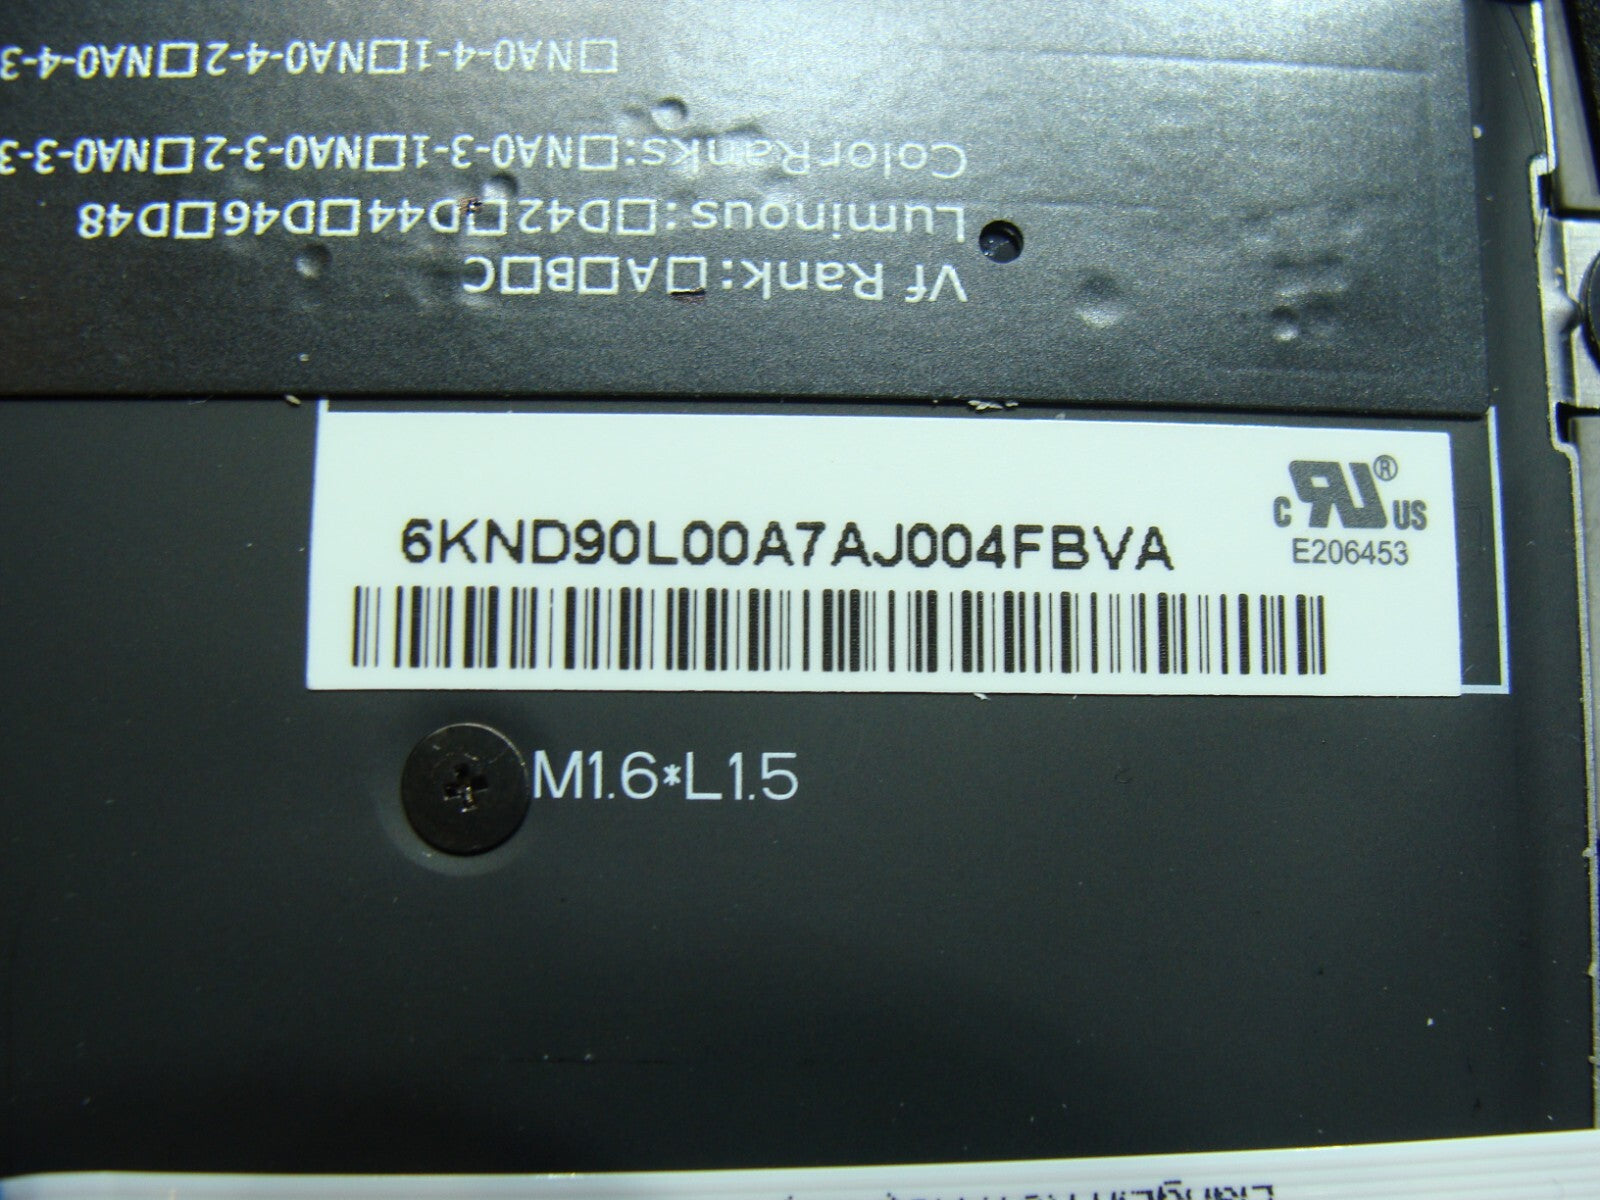 □NA0-4-1□NA0-4-2□NA0-4-3
ColorRanks:□NA0-3-1□NA0-3-2□NA0-3-3
Luminous:□D42□D44□D46□D48
Vf Rank:□A□B□C
6KND90L00A7AJ004FBVA
C RU® US
E206453
M1.6*L1.5